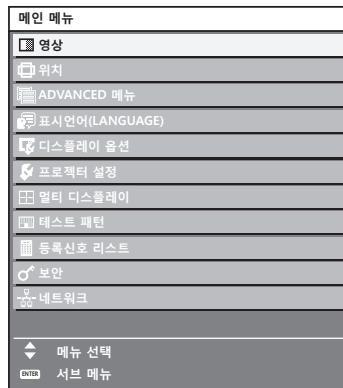 메인 메뉴
영상
위치
ADVANCED 메뉴
표시언어(LANGUAGE)
디스플레이 옵션
프로젝터 설정
멀티 디스플레이
테스트 패턴
등록신호 리스트
보안
네트워크
메뉴 선택
ENTER 서브 메뉴